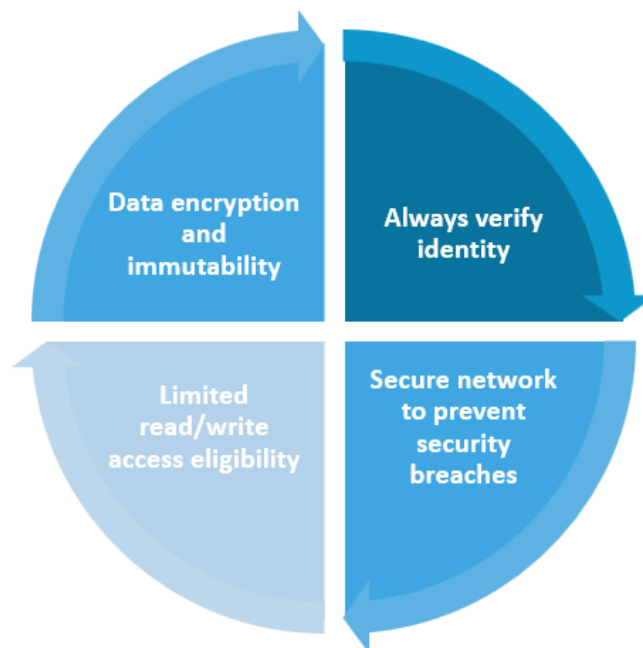 Data encryption
and
immutability
Always verify
identity
Limited
read/write
access eligibility
Secure network
to prevent
security
breaches